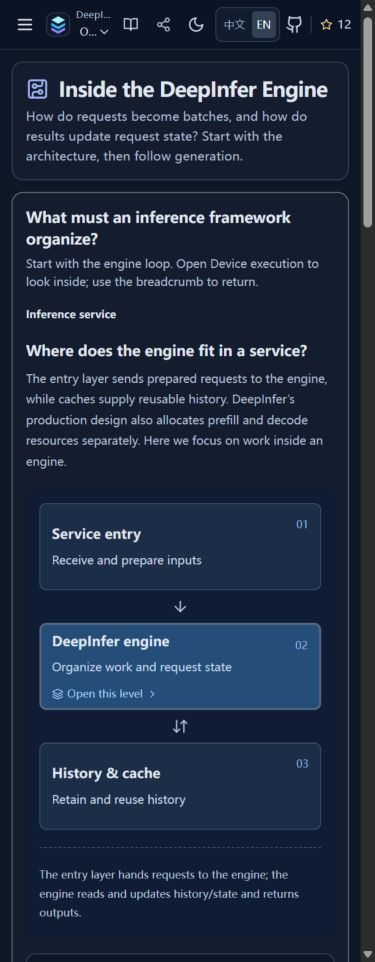 DeepI...
O...
中文
EN
12
Inside the DeepInfer Engine
How do requests become batches, and how do
results update request state? Start with the
architecture, then follow generation.
What must an inference framework
organize?
Start with the engine loop. Open Device execution to
look inside; use the breadcrumb to return.
Inference service
Where does the engine fit in a service?
The entry layer sends prepared requests to the engine,
while caches supply reusable history. DeepInfer’s
production design also allocates prefill and decode
resources separately. Here we focus on work inside an
engine.
Service entry
01
Receive and prepare inputs
DeepInfer engine
02
Organize work and request state
Open this level
History & cache
03
Retain and reuse history
The entry layer hands requests to the engine; the
engine reads and updates history/state and returns
outputs.